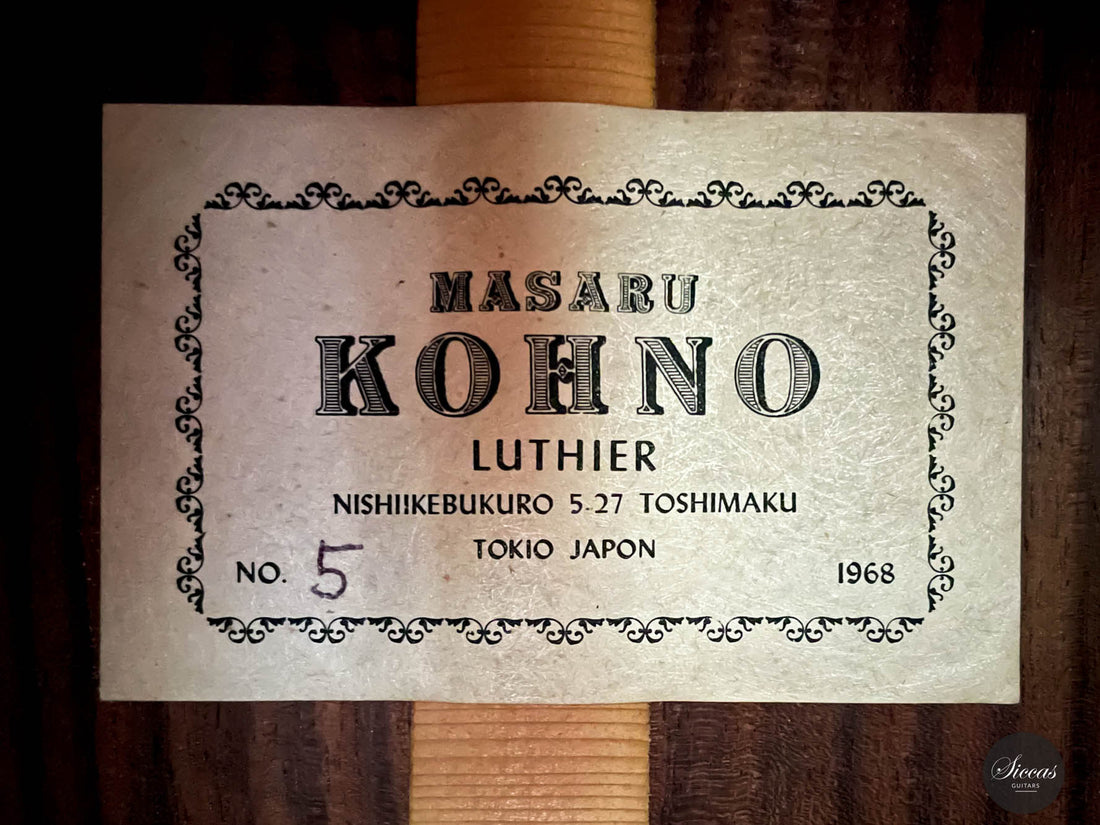 MASARU
KOHNO
LUTHIER
NISHIIKEBUKURO 5-27 TOSHIMAKU
TOKIO JAPON
NO. 5
1968
Siccas
GUITARS